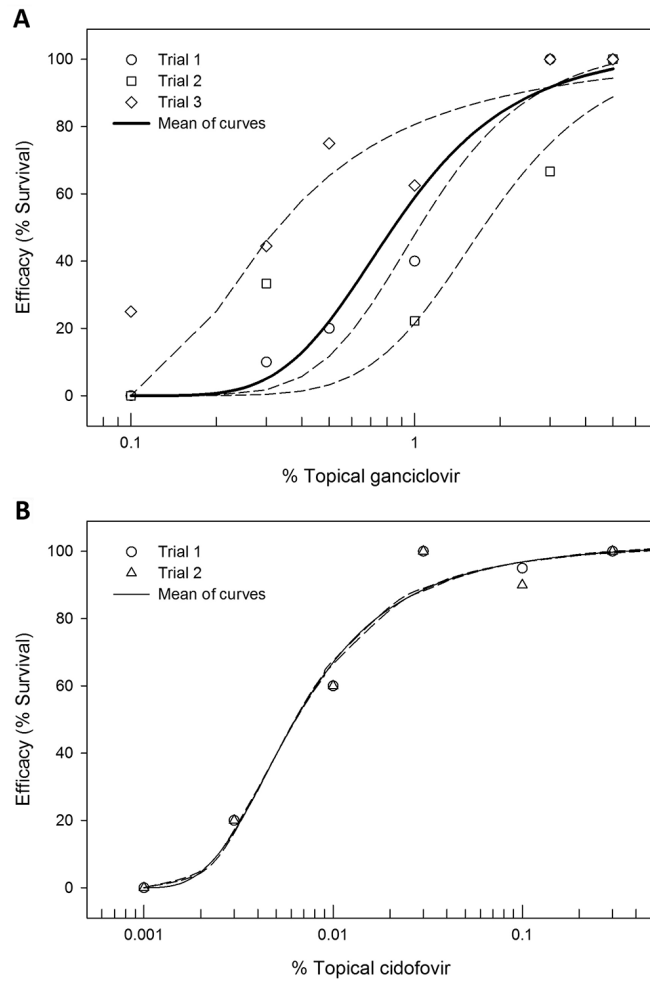 A
Trial 1
Trial 2
Trial 3
Mean of curves
100
80
60
40
20
0
Efficacy (% Survival)
0.1
1
% Topical ganciclovir
B
Trial 1
Trial 2
Mean of curves
100
80
60
40
20
0
Efficacy (% Survival)
0.001
0.01
0.1
% Topical cidofovir